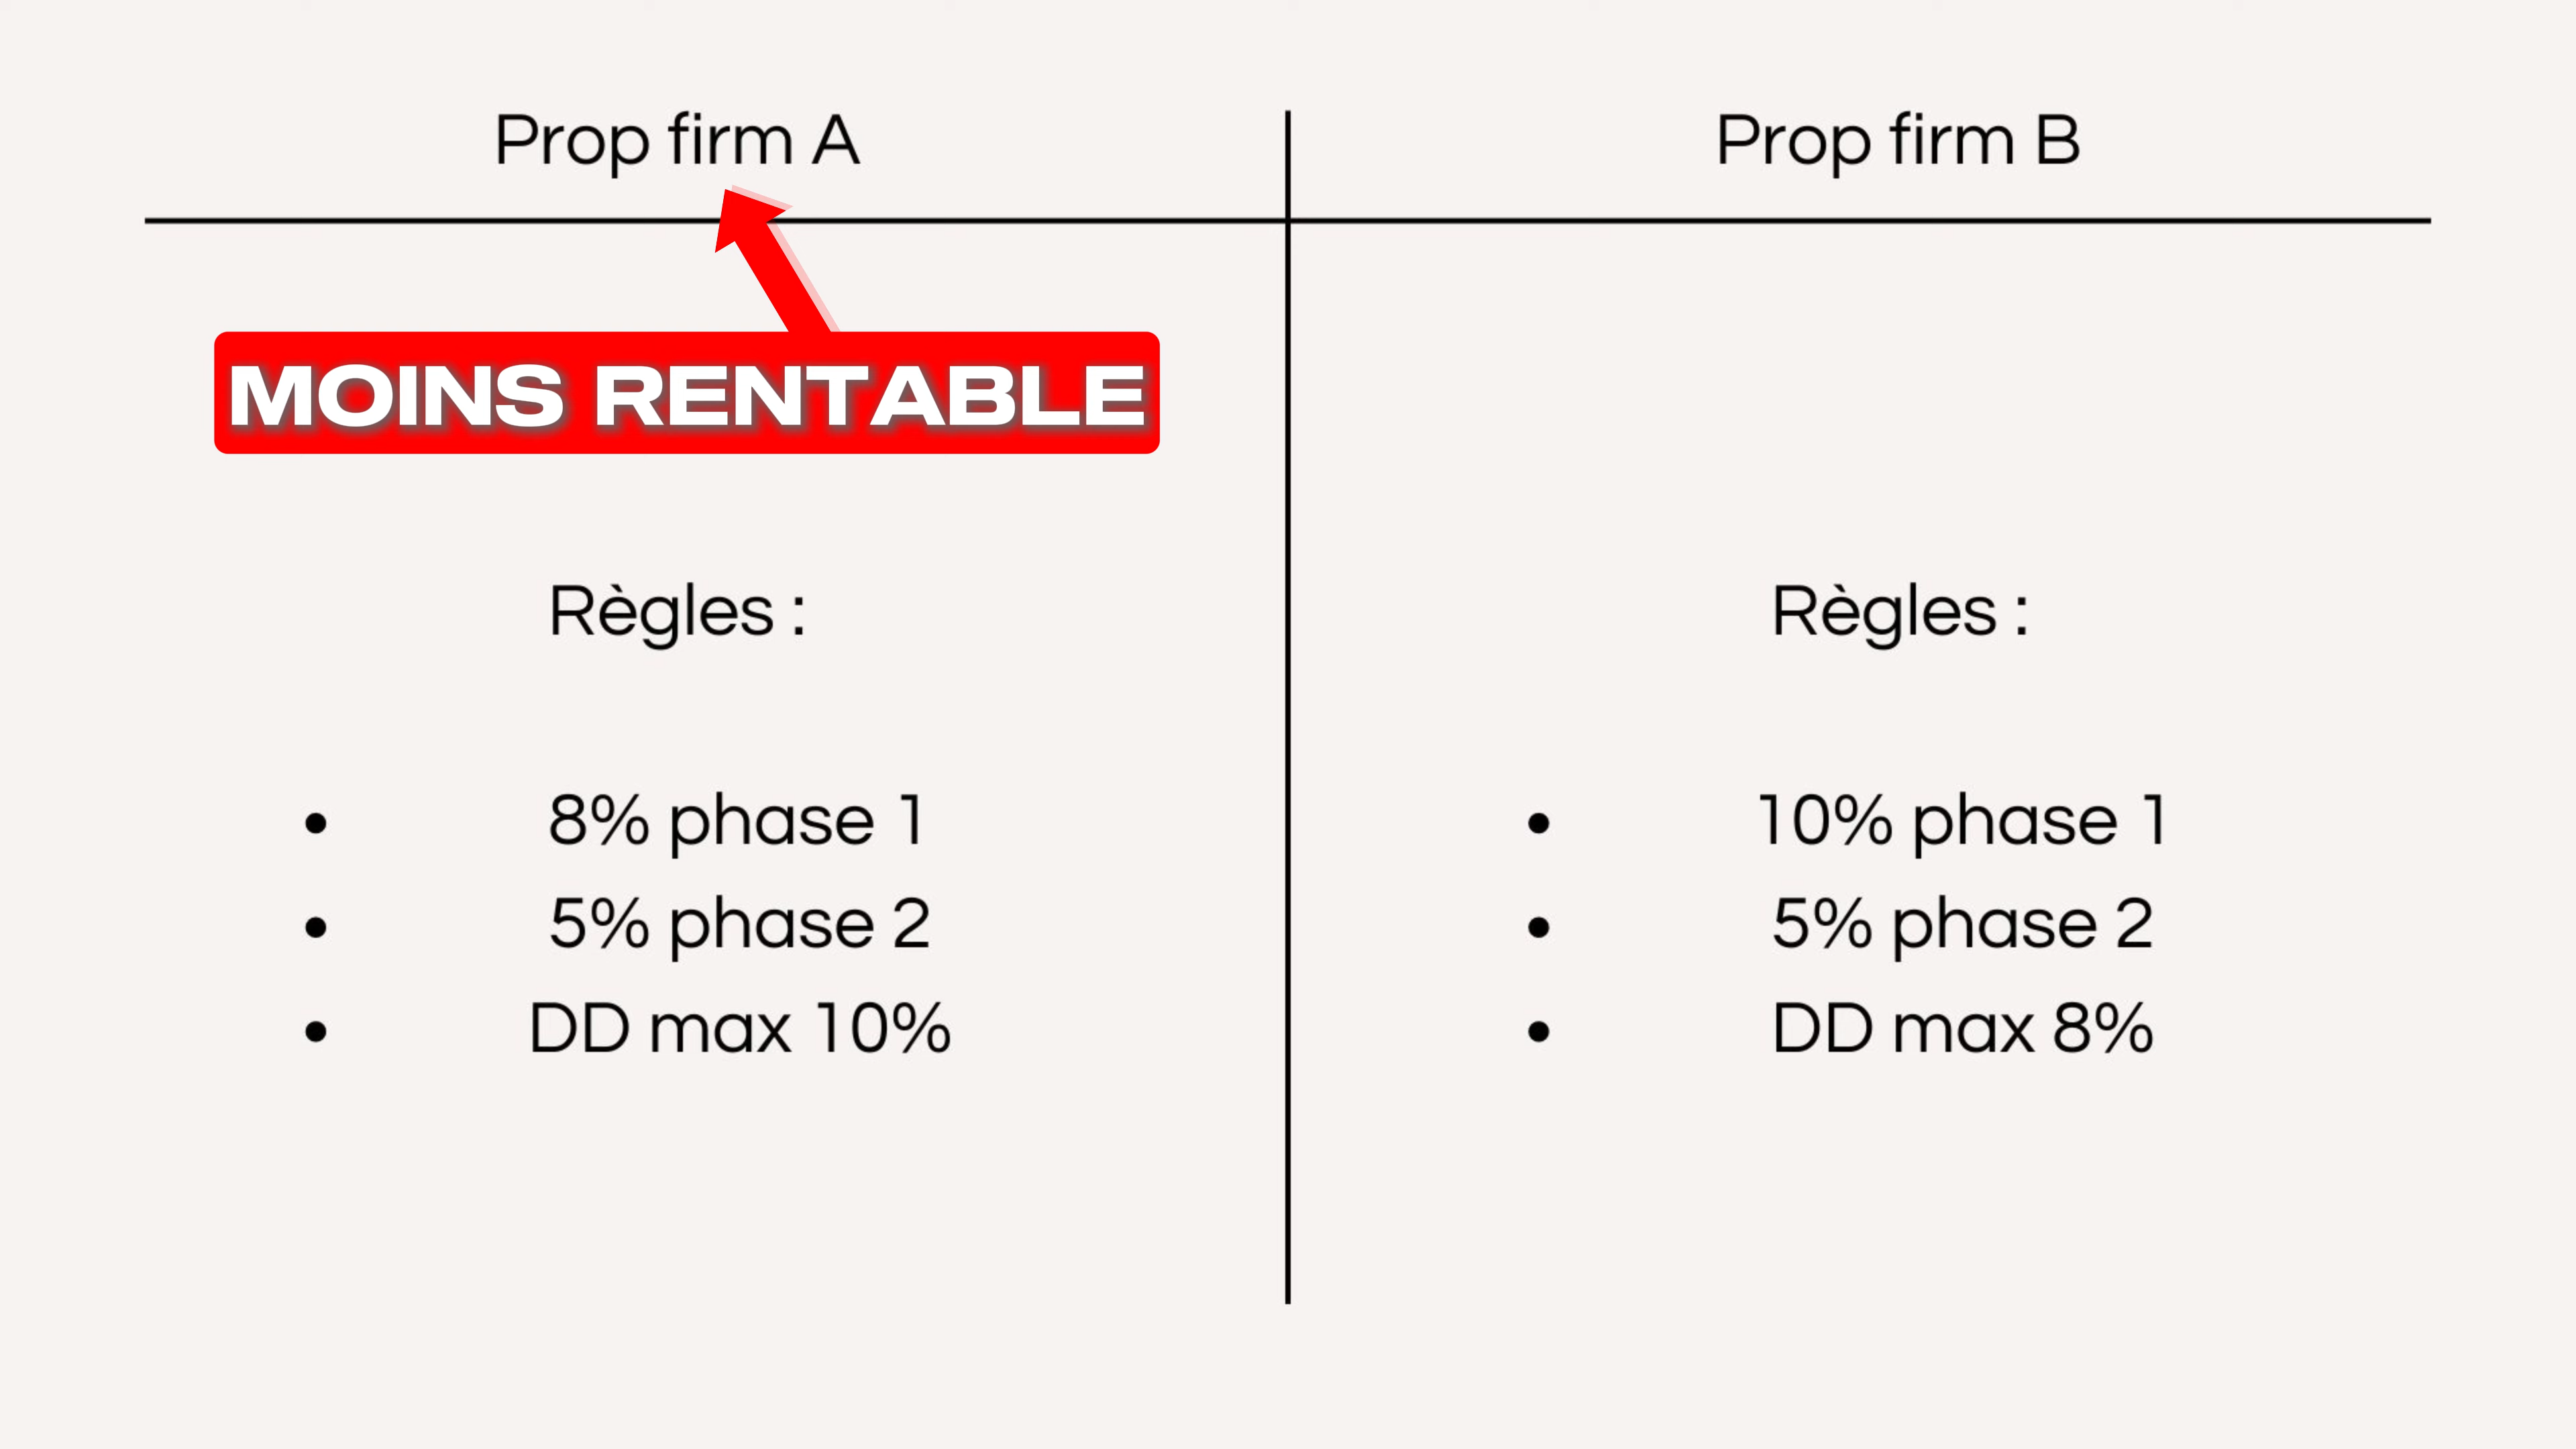 Prop firm A
MOINS RENTABLE
Règles :
• 8% phase 1
• 5% phase 2
• DD max 10%
Prop firm B
Règles :
• 10% phase 1
• 5% phase 2
• DD max 8%